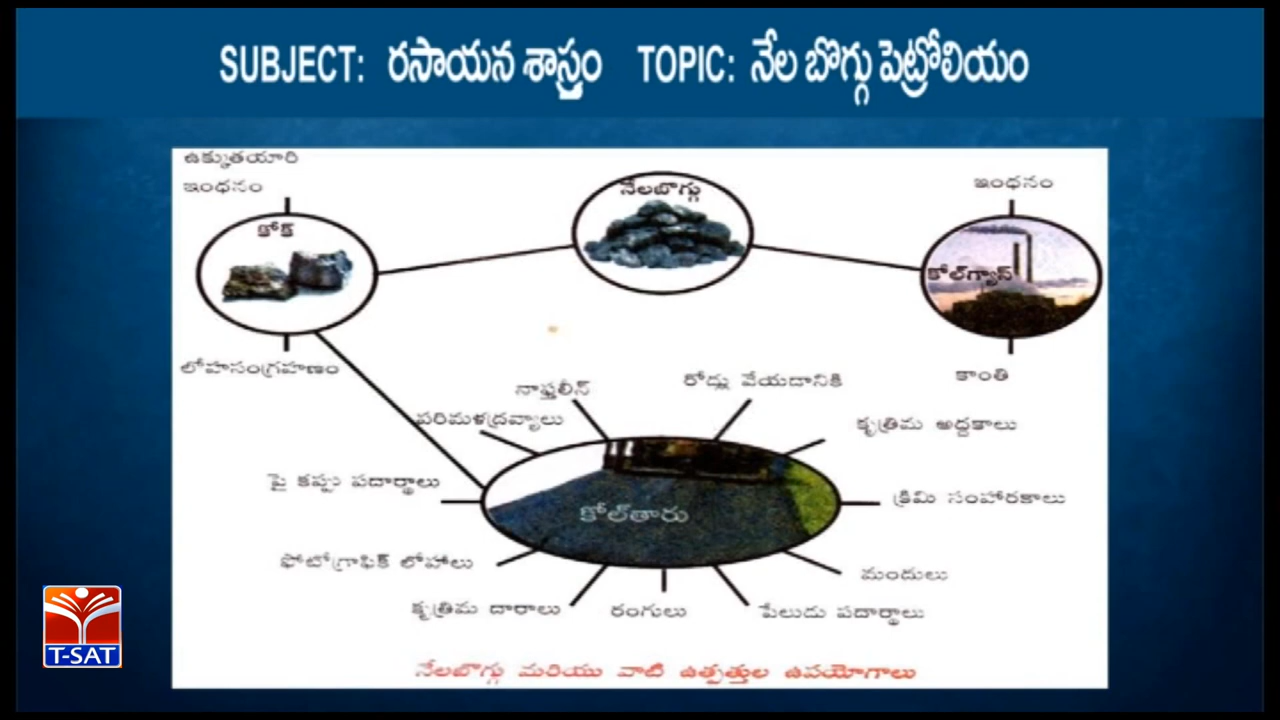 SUBJECT: రసాయన శాస్త్రం TOPIC: నేల బొగ్గు పెట్రోలియం
ఉక్కుతయారి
ఇంధనం
కోక్
లోహసంగ్రహణం
నేలబొగ్గు
ఇంధనం
కోల్‌గ్యాస్
కాంతి
నాఫ్తలీన్
రోడ్లు వేయడానికి
పరిమళద్రవ్యాలు
కృత్రిమ అద్దకాలు
పై కప్పు పదార్థాలు
క్రిమి సంహారకాలు
కోల్‌తారు
ఫోటోగ్రాఫిక్ లోహాలు
మందులు
కృత్రిమ దారాలు
రంగులు
పేలుడు పదార్థాలు
నేలబొగ్గు మరియు వాటి ఉత్పత్తుల ఉపయోగాలు
T-SAT